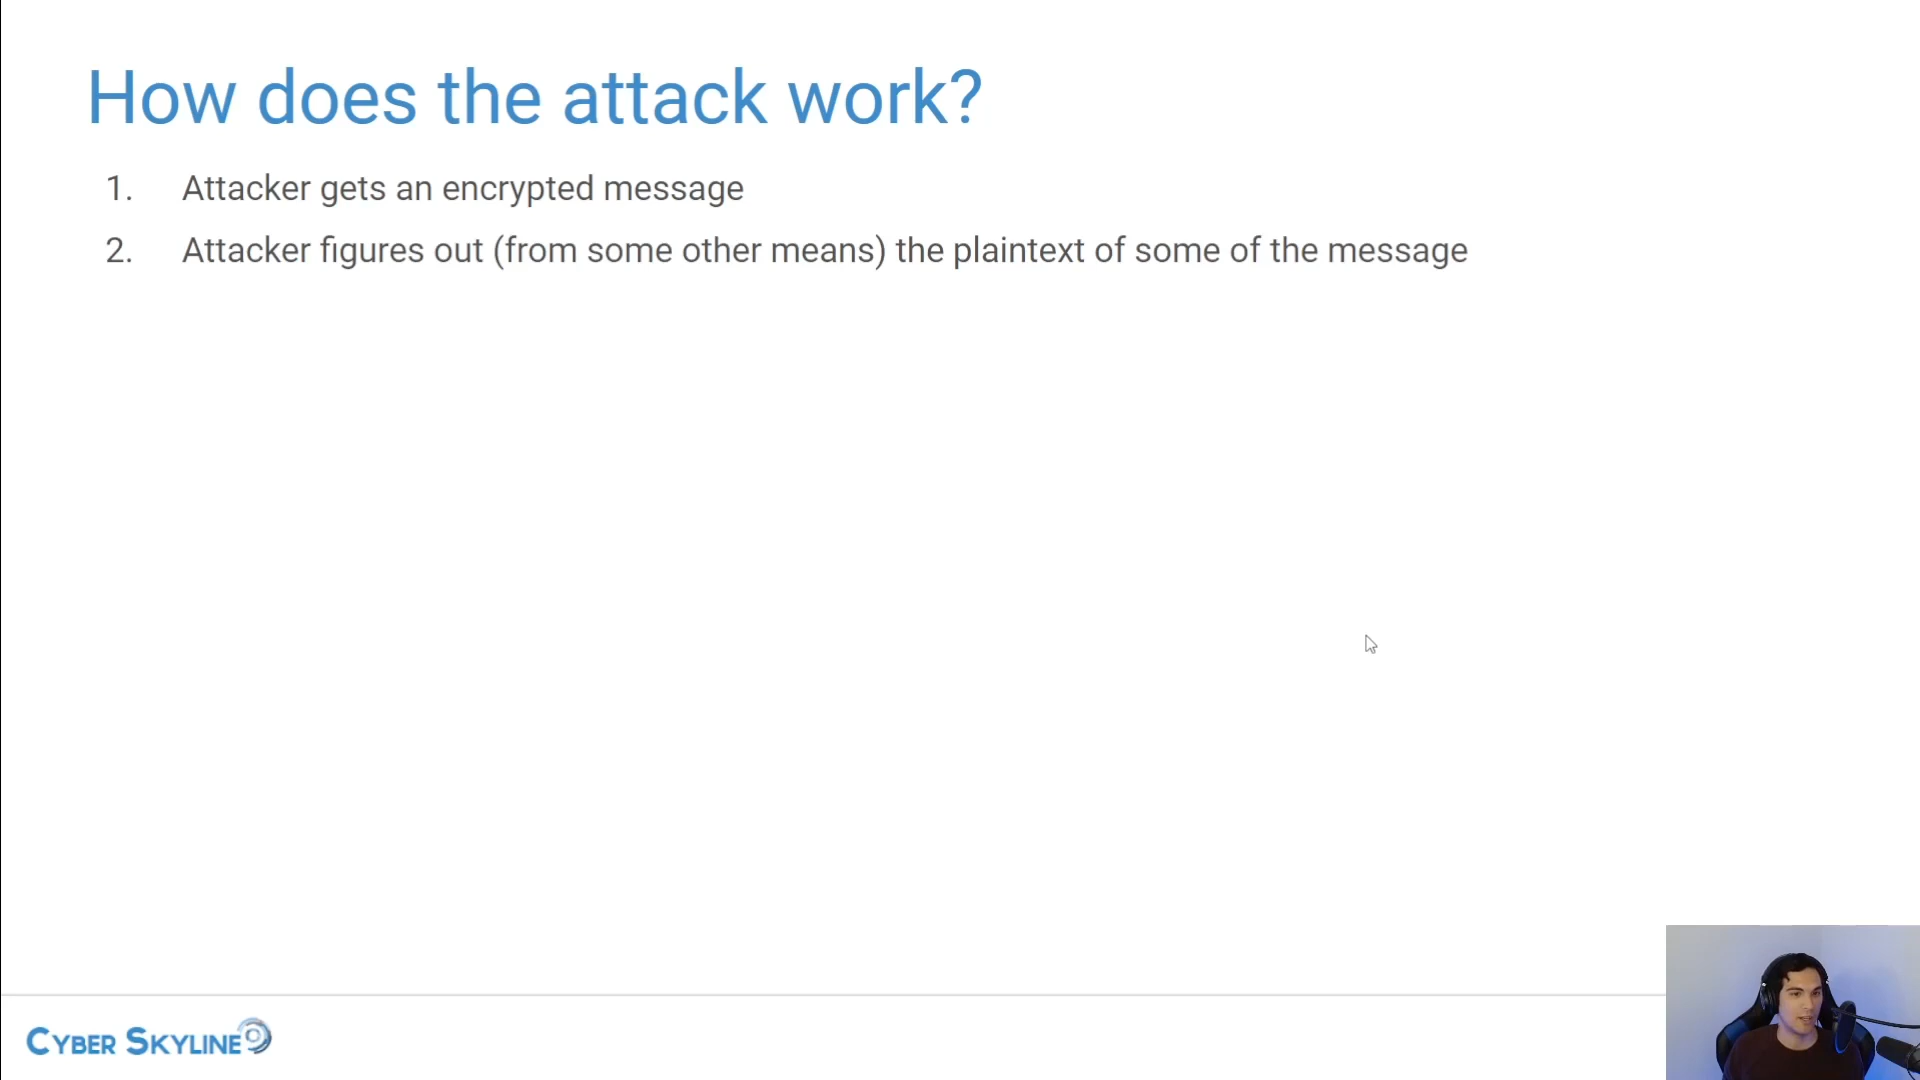 How does the attack work?
1. Attacker gets an encrypted message
2. Attacker figures out (from some other means) the plaintext of some of the message
CYBER SKYLINE